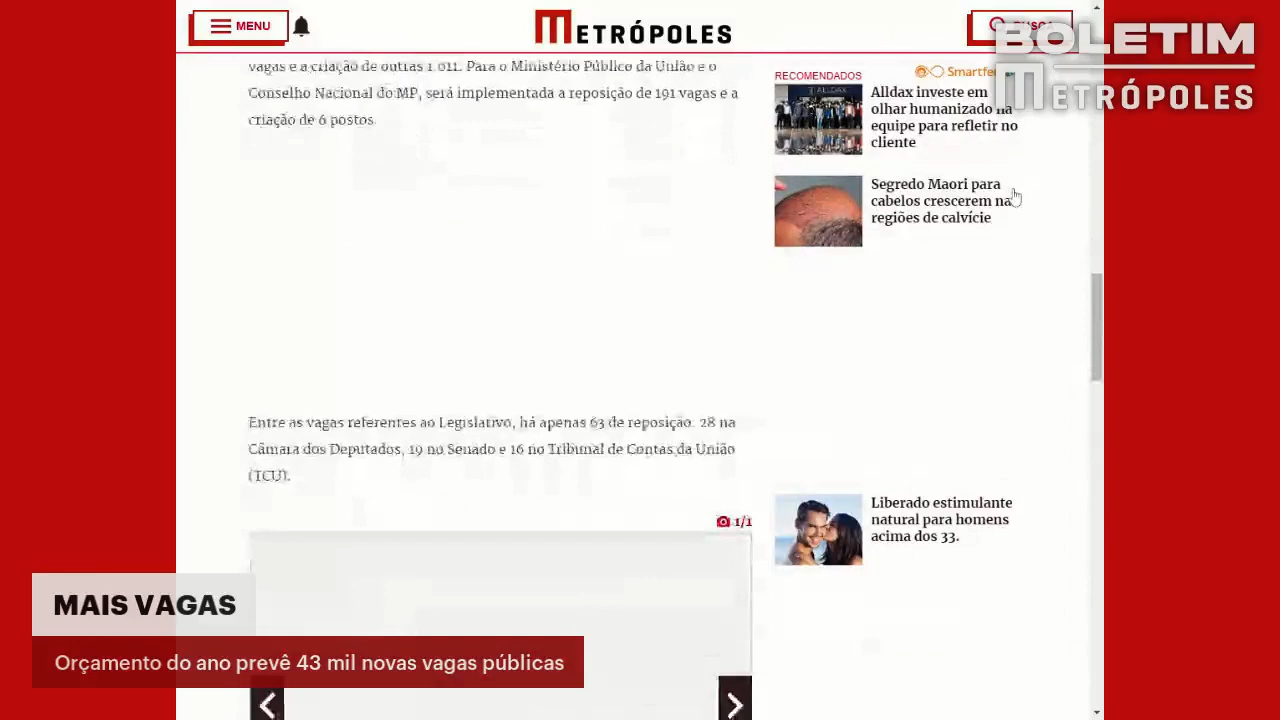 MENU
METRÓPOLES
BOLETIM
METRÓPOLES
vagas e a criação de outras 1.011. Para o Ministério Público da União e o
Conselho Nacional do MP, será implementada a reposição de 191 vagas e a
criação de 6 postos.
RECOMENDADOS
Alldax investe em
olhar humanizado na
equipe para refletir no
cliente
Segredo Maori para
cabelos crescerem na
regiões de calvície
Entre as vagas referentes ao Legislativo, há apenas 63 de reposição. 28 na
Câmara dos Deputados, 19 no Senado e 16 no Tribunal de Contas da União
(TCU).
1/1
Liberado estimulante
natural para homens
acima dos 33.
MAIS VAGAS
Orçamento do ano prevê 43 mil novas vagas públicas